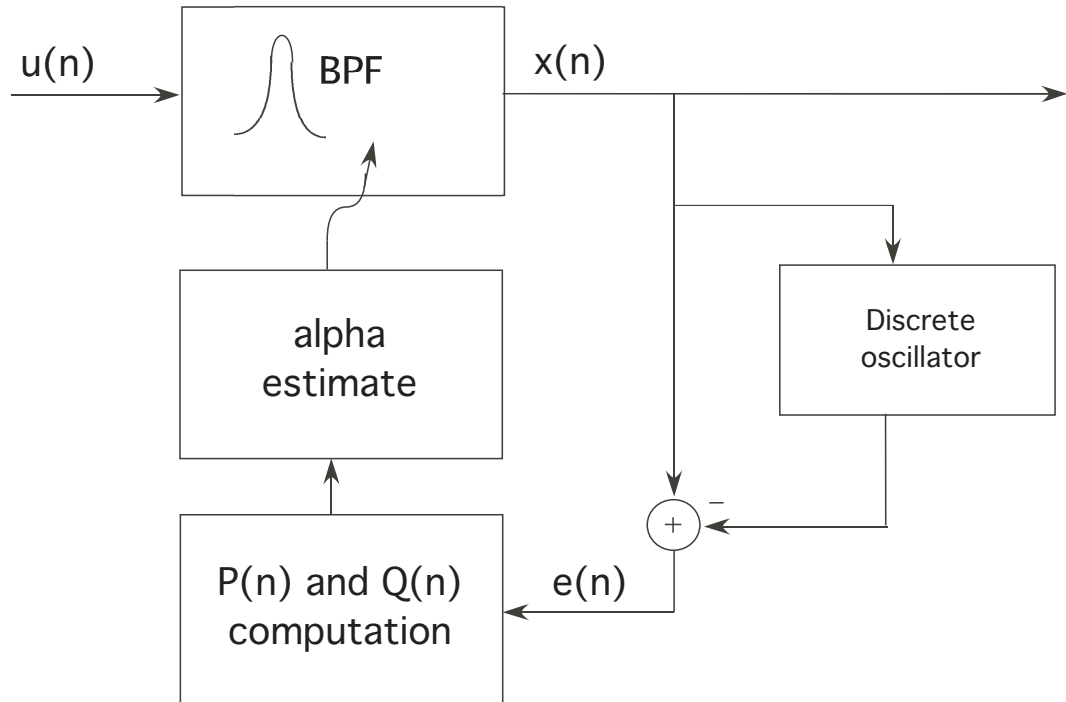 u(n)
BPF
x(n)
alpha
estimate
Discrete
oscillator
−
+
P(n) and Q(n)
computation
e(n)